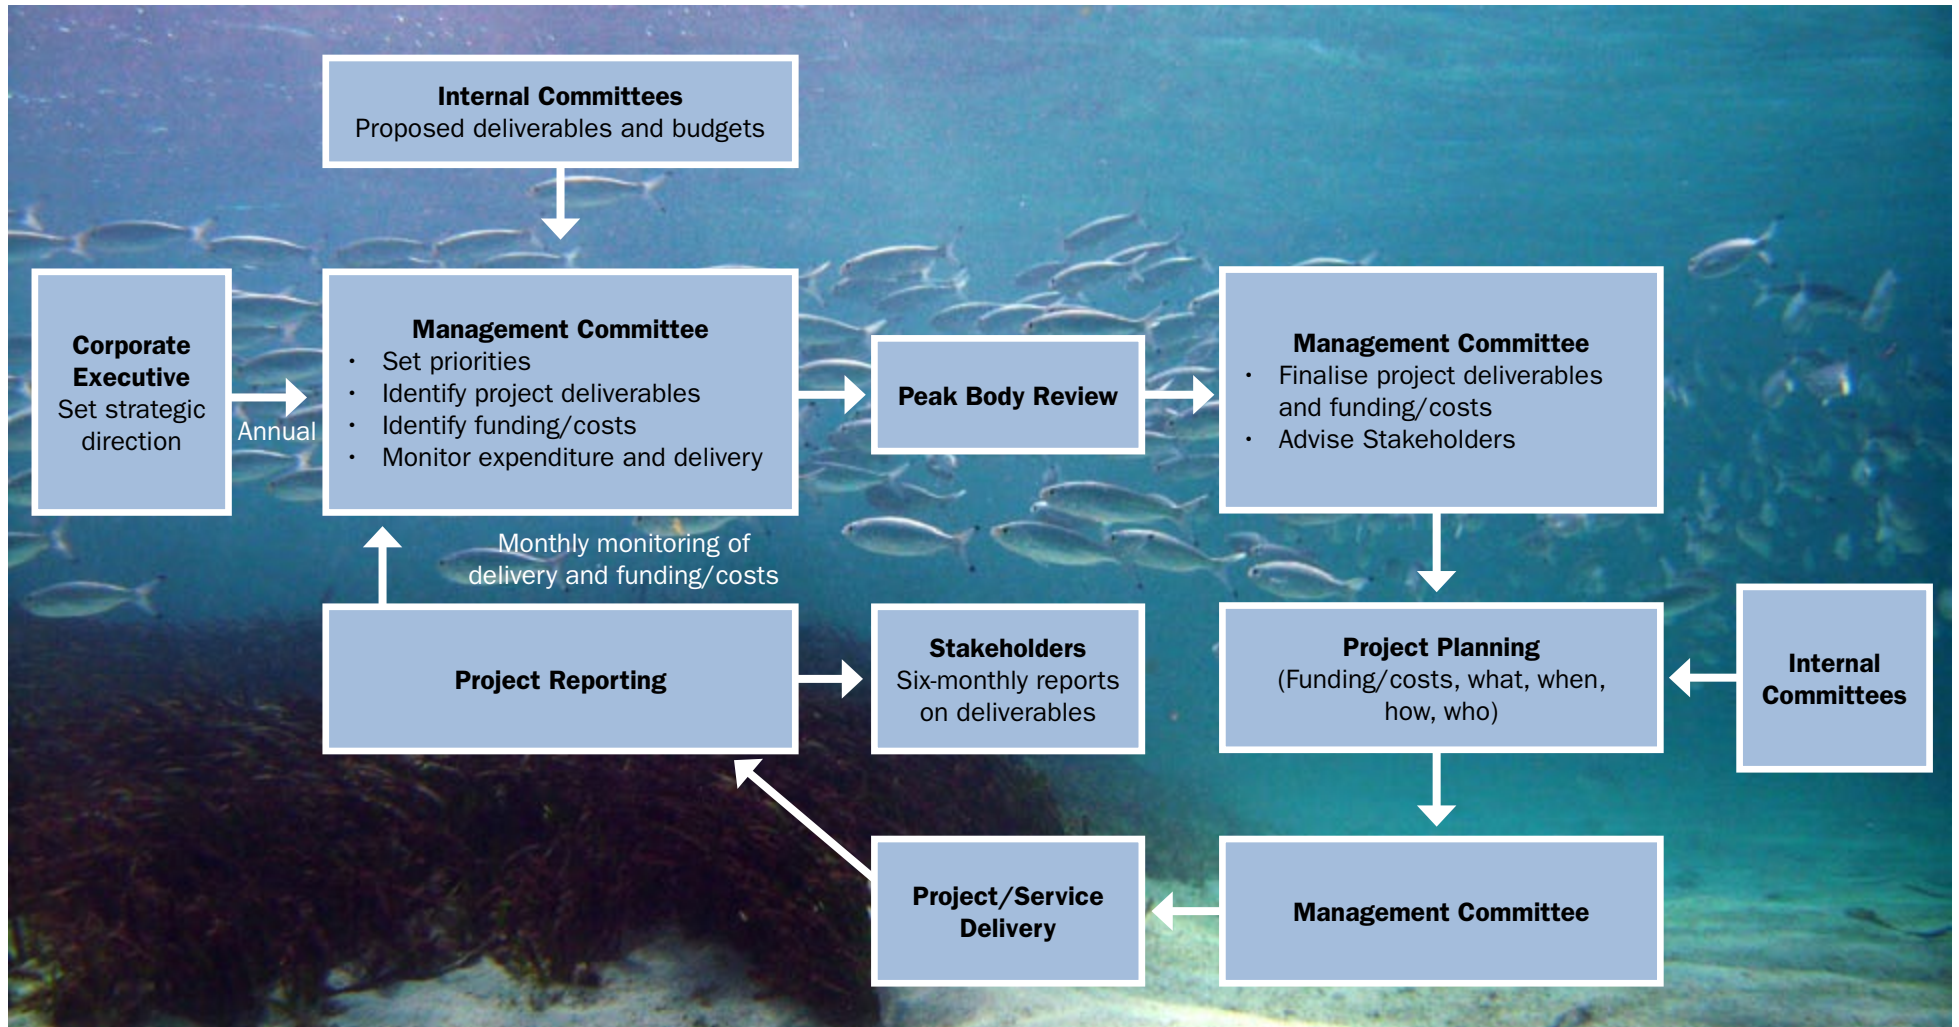 Internal Committees
Proposed deliverables and budgets
Corporate
Executive
Set strategic
direction
Annual
Management Committee
• Set priorities
• Identify project deliverables
• Identify funding/costs
• Monitor expenditure and delivery
Peak Body Review
Management Committee
• Finalise project deliverables
and funding/costs
• Advise Stakeholders
Monthly monitoring of
delivery and funding/costs
Project Reporting
Stakeholders
Six-monthly reports
on deliverables
Project Planning
(Funding/costs, what, when,
how, who)
Internal
Committees
Project/Service
Delivery
Management Committee